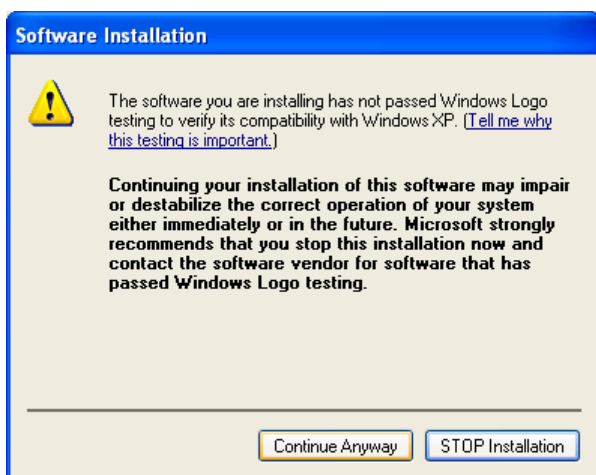 Software Installation
The software you are installing has not passed Windows Logo
testing to verify its compatibility with Windows XP. (Tell me why
this testing is important.)
Continuing your installation of this software may impair
or destabilize the correct operation of your system
either immediately or in the future. Microsoft strongly
recommends that you stop this installation now and
contact the software vendor for software that has
passed Windows Logo testing.
Continue Anyway
STOP Installation